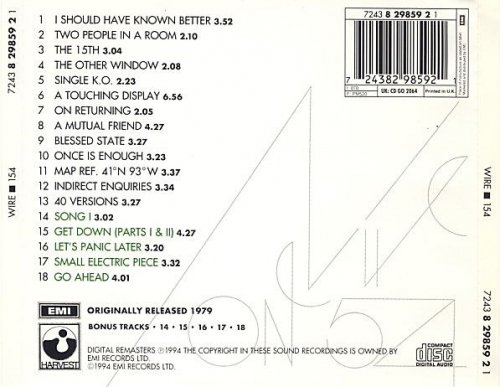 7243 8 29859 2 1
WIRE ■ 154
1 I SHOULD HAVE KNOWN BETTER 3.52
2 TWO PEOPLE IN A ROOM 2.10
3 THE 15TH 3.04
4 THE OTHER WINDOW 2.08
5 SINGLE K.O. 2.23
6 A TOUCHING DISPLAY 6.56
7 ON RETURNING 2.05
8 A MUTUAL FRIEND 4.27
9 BLESSED STATE 3.27
10 ONCE IS ENOUGH 3.23
11 MAP REF. 41°N 93°W 3.37
12 INDIRECT ENQUIRIES 3.34
13 40 VERSIONS 3.27
14 SONG I 3.02
15 GET DOWN (PARTS I & II) 4.27
16 LET'S PANIC LATER 3.20
17 SMALL ELECTRIC PIECE 3.32
18 GO AHEAD 4.01
7243 8 29859 2 1
EMI
7 24382 98592 1
UK: CD GO 2064
Printed in U.K.
EMI ORIGINALLY RELEASED 1979
BONUS TRACKS • 14 • 15 • 16 • 17 • 18
HARVEST
DIGITAL REMASTERS ℗1994 THE COPYRIGHT IN THESE SOUND RECORDINGS IS OWNED BY
EMI RECORDS LTD.
©1994 EMI RECORDS LTD.
COMPACT
disc
DIGITAL AUDIO
WIRE ■ 154
7243 8 29859 2 1